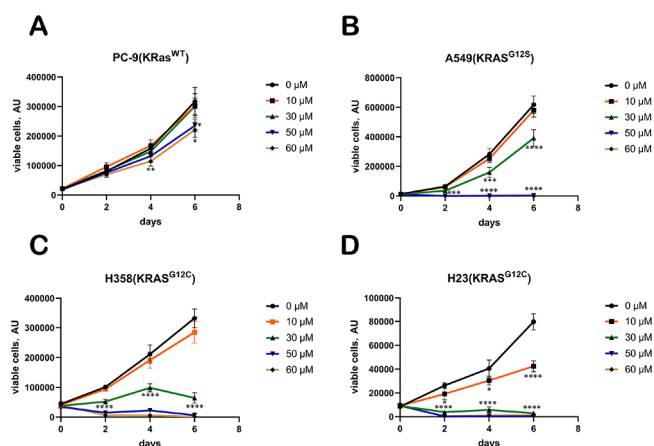 A
PC-9(KRas^WT)
viable cells, AU
400000
300000
200000
100000
0
0 2 4 6 8
days
**
*
*
0 µM
10 µM
30 µM
50 µM
60 µM
B
A549(KRAS^G12S)
viable cells, AU
800000
600000
400000
200000
0
0 2 4 6 8
days
***
***
****
****
****
0 µM
10 µM
30 µM
50 µM
60 µM
C
H358(KRAS^G12C)
viable cells, AU
400000
300000
200000
100000
0
0 2 4 6 8
days
****
****
****
0 µM
10 µM
30 µM
50 µM
60 µM
D
H23(KRAS^G12C)
viable cells, AU
100000
80000
60000
40000
20000
0
0 2 4 6 8
days
*
*
****
****
****
****
0 µM
10 µM
30 µM
50 µM
60 µM